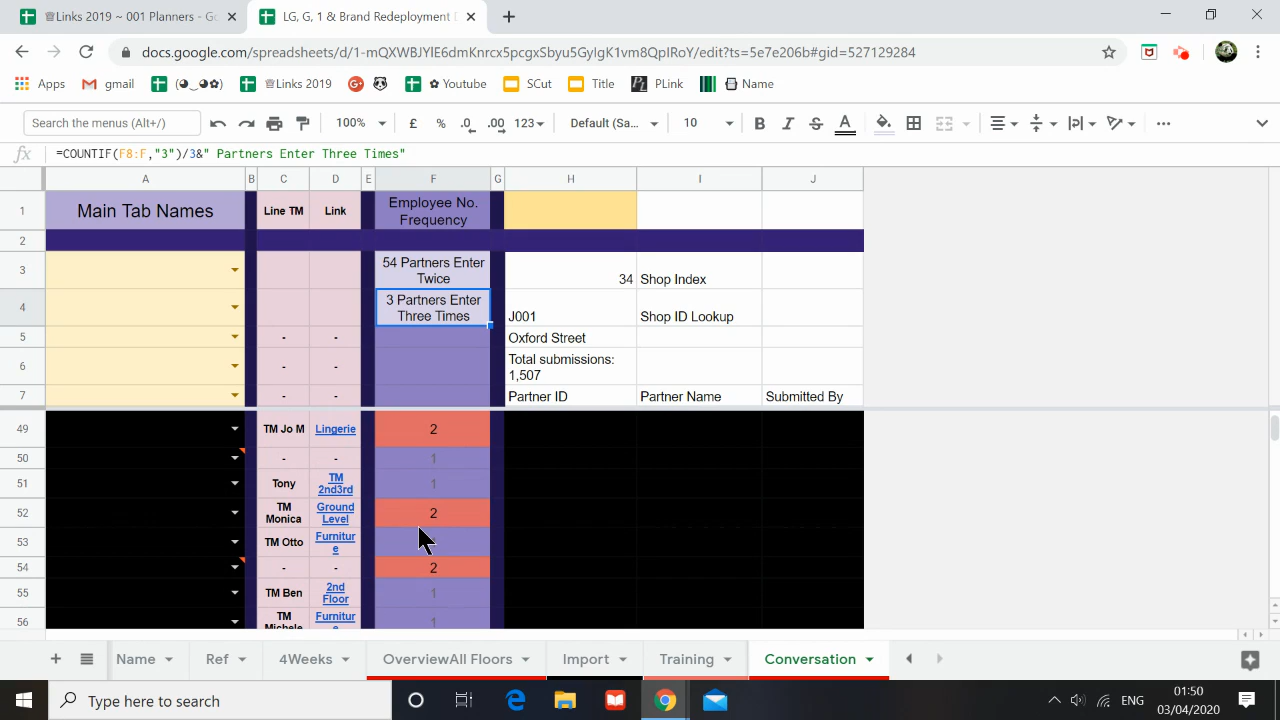 ♕Links 2019 ~ 001 Planners - Go
LG, G, 1 & Brand Redeployment D
docs.google.com/spreadsheets/d/1-mQXWBJYlE6dmKnrcx5pcgxSbyu5GylgK1vm8QpIRoY/edit?ts=5e7e206b#gid=527129284
Apps
gmail
(◕‿◕✿)
♕Links 2019
✿ Youtube
SCut
Title
PLink
Name
Search the menus (Alt+/)
100%
£
%
.0
.00
123
Default (Sa...
10
B
I
S
A
fx
=COUNTIF(F8:F,"3")/3&" Partners Enter Three Times"
A B C D E F G H I J
1 Main Tab Names Line TM Link Employee No. Frequency
2
3 54 Partners Enter Twice 34 Shop Index
4 3 Partners Enter Three Times J001 Shop ID Lookup
5 - - Oxford Street
6 - - Total submissions: 1,507
7 - - Partner ID Partner Name Submitted By
49 TM Jo M Lingerie 2
50 - - 1
51 Tony TM 2nd3rd 1
52 TM Monica Ground Level 2
53 TM Otto Furniture
54 - - 2
55 TM Ben 2nd Floor 1
56 TM Michele Furnitur 1
Name
Ref
4Weeks
OverviewAll Floors
Import
Training
Conversation
Type here to search
ENG
01:50
03/04/2020